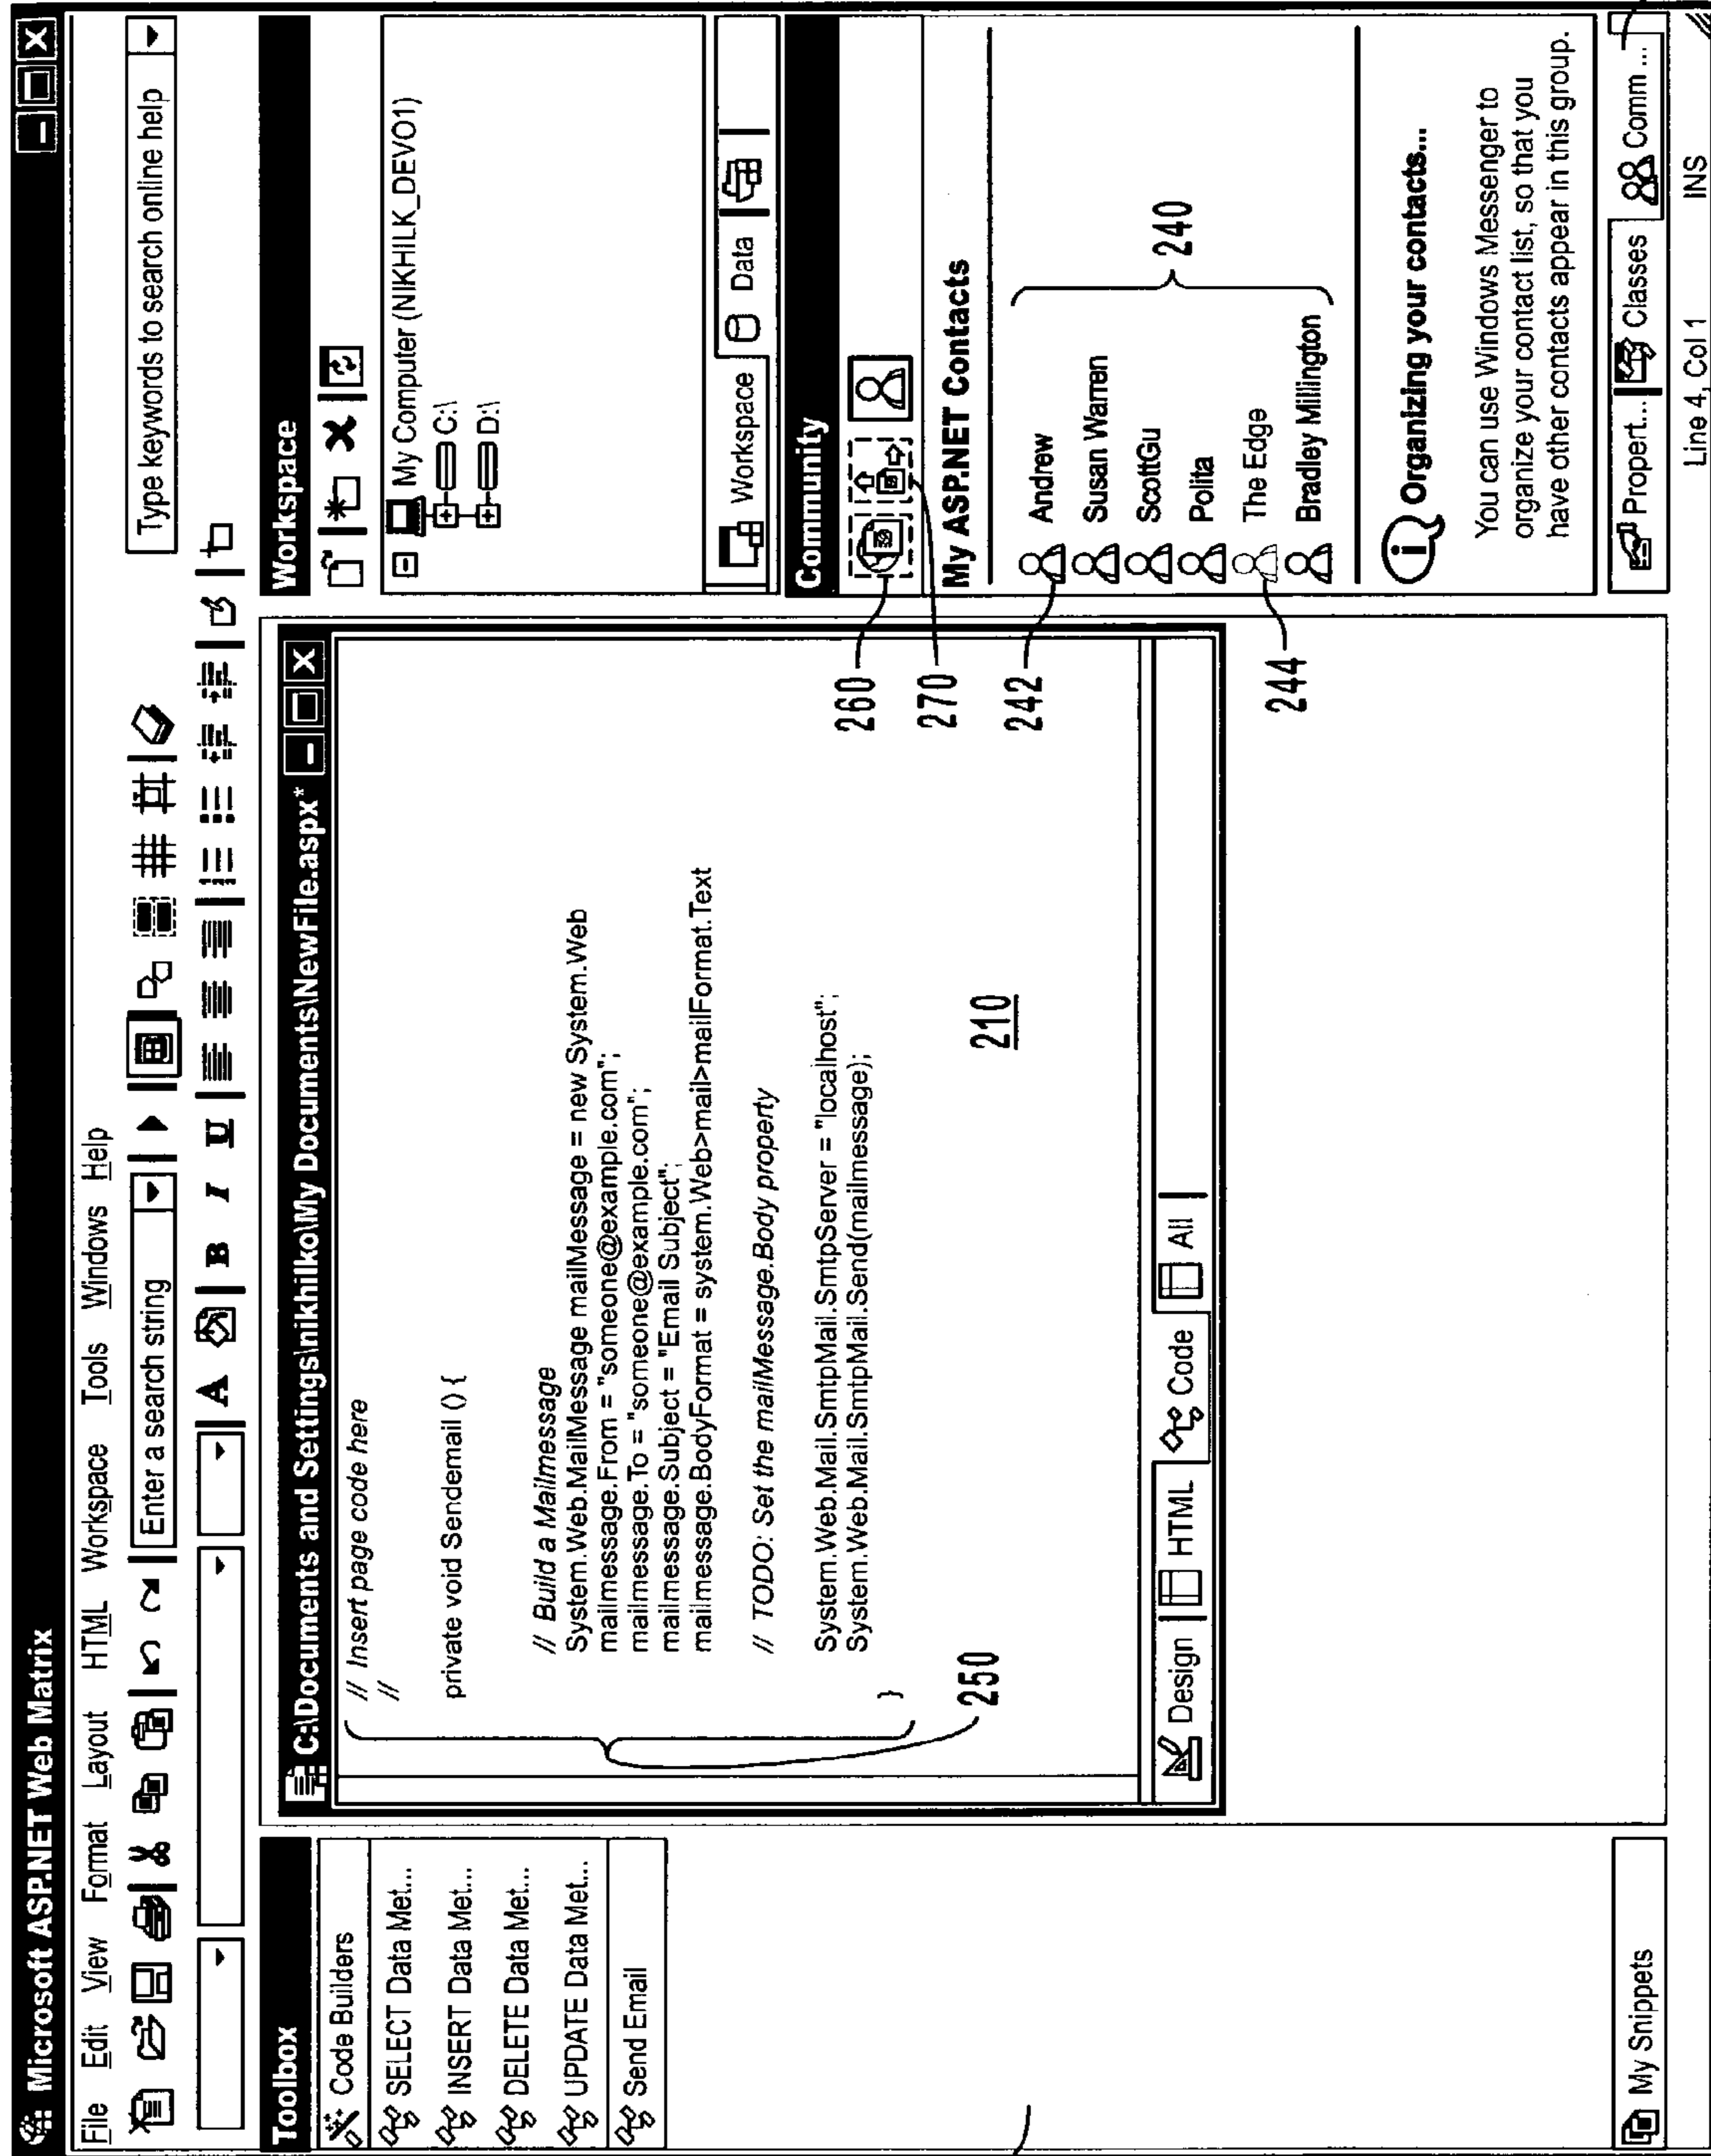 Microsoft ASP.NET Web Matrix
File Edit View Format Layout HTML Workspace Tools Windows Help
Enter a search string
Type keywords to search online help
A B I U
Toolbox
Code Builders
SELECT Data Met...
INSERT Data Met...
DELETE Data Met...
UPDATE Data Met...
Send Email
My Snippets
C:\Documents and Settings\nikhilko\My Documents\NewFile.aspx*
// Insert page code here
//
private void Sendemail () {
// Build a Mailmessage
System.Web.MailMessage mailMessage = new System.Web
mailmessage.From = "someone@example.com";
mailmessage.To = "someone@example.com";
mailmessage.Subject = "Email Subject";
mailmessage.BodyFormat = system.Web>mail>mailFormat.Text
// TODO: Set the mailMessage.Body property
System.Web.Mail.SmtpMail.SmtpServer = "localhost";
System.Web.Mail.SmtpMail.Send(mailmessage);
}
250
210
Design HTML Code All
Workspace
My Computer (NIKHILK_DEVO1)
C:\
D:\
Workspace Data
Community
260
270
My ASP.NET Contacts
242
Andrew
Susan Warren
ScottGu
Polita
The Edge
Bradley Millington
240
244
Organizing your contacts...
You can use Windows Messenger to
organize your contact list, so that you
have other contacts appear in this group.
Propert... Classes Comm ...
Line 4, Col 1 INS